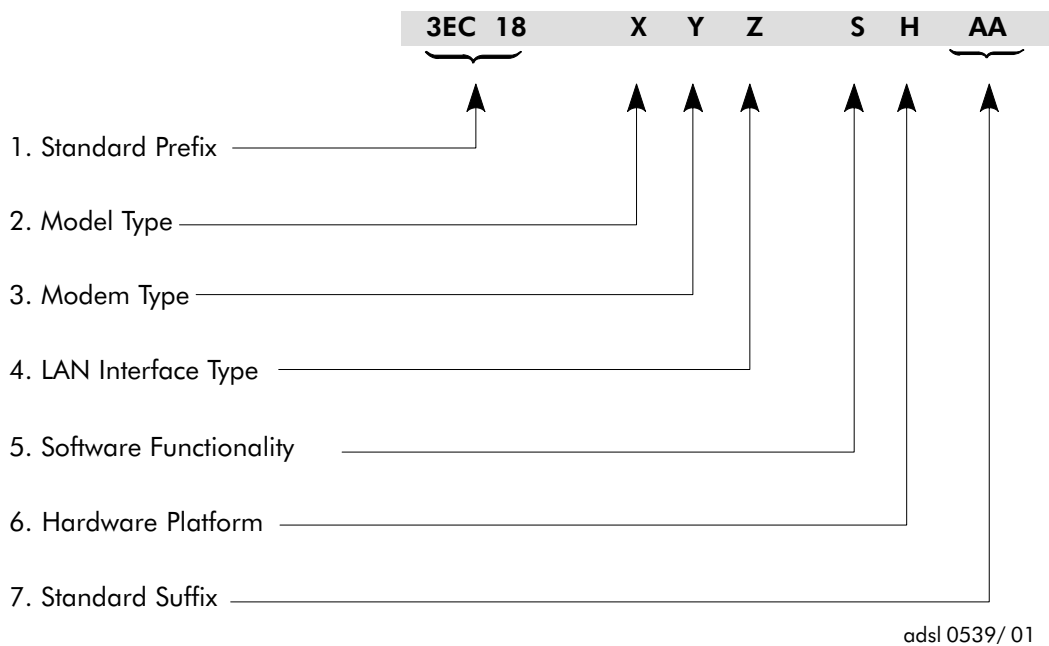 3EC 18 X Y Z S H AA
1. Standard Prefix
2. Model Type
3. Modem Type
4. LAN Interface Type
5. Software Functionality
6. Hardware Platform
7. Standard Suffix
adsl 0539/ 01